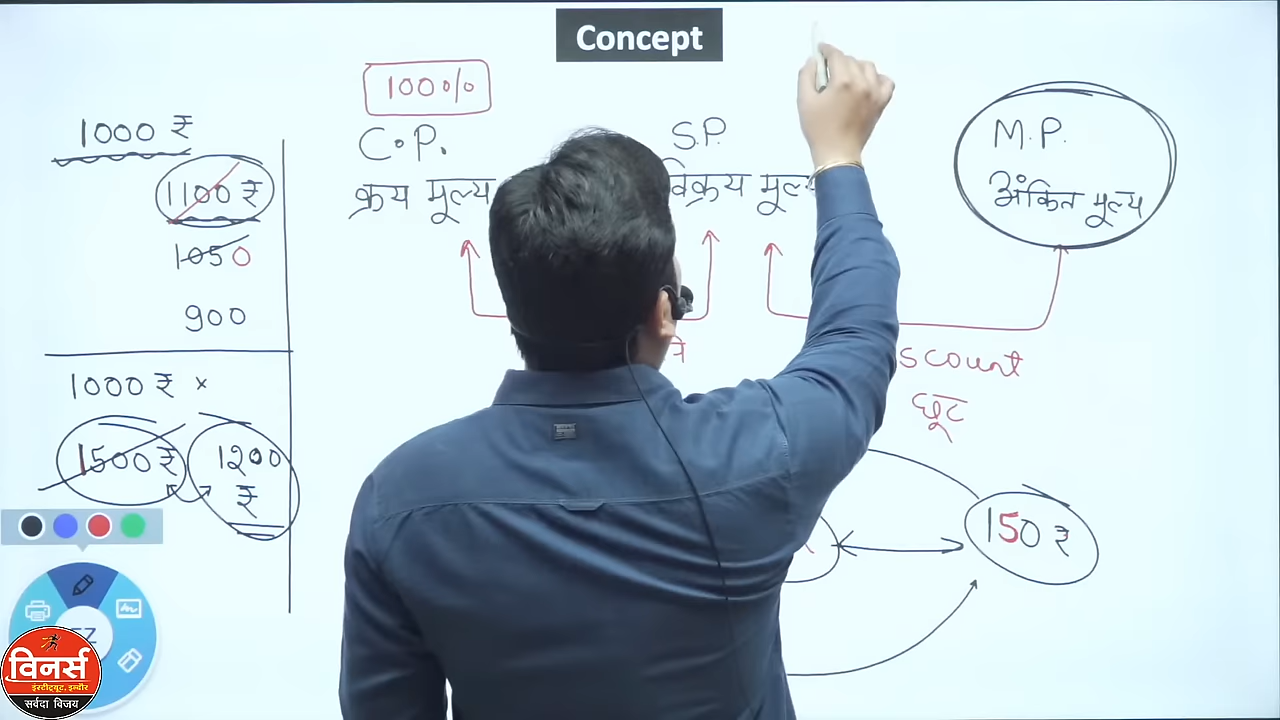 Concept
100%
1000 ₹
C.P.
S.P.
M.P.
1100 ₹
क्रय मूल्य
विक्रय
अंकित मूल्य
1050
900
1000 ₹ ×
scount
छूट
1500 ₹
1200
₹
150 ₹
विनर्स
इंस्टीट्यूट, इन्दौर
सर्वदा विजय